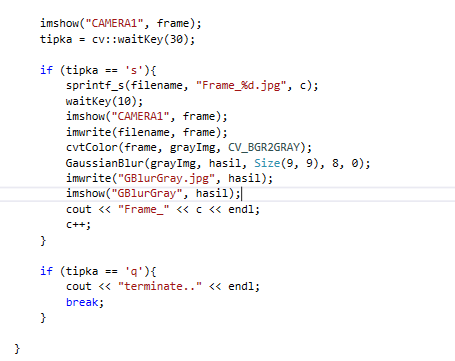 imshow("CAMERA1", frame);
tipka = cv::waitKey(30);
if (tipka == 's'){
sprintf_s(filename, "Frame_%d.jpg", c);
waitKey(10);
imshow("CAMERA1", frame);
imwrite(filename, frame);
cvtColor(frame, grayImg, CV_BGR2GRAY);
GaussianBlur(grayImg, hasil, Size(9, 9), 8, 0);
imwrite("GBlurGray.jpg", hasil);
imshow("GBlurGray", hasil);
cout << "Frame_" << c << endl;
c++;
}
if (tipka == 'q'){
cout << "terminate.." << endl;
break;
}
}